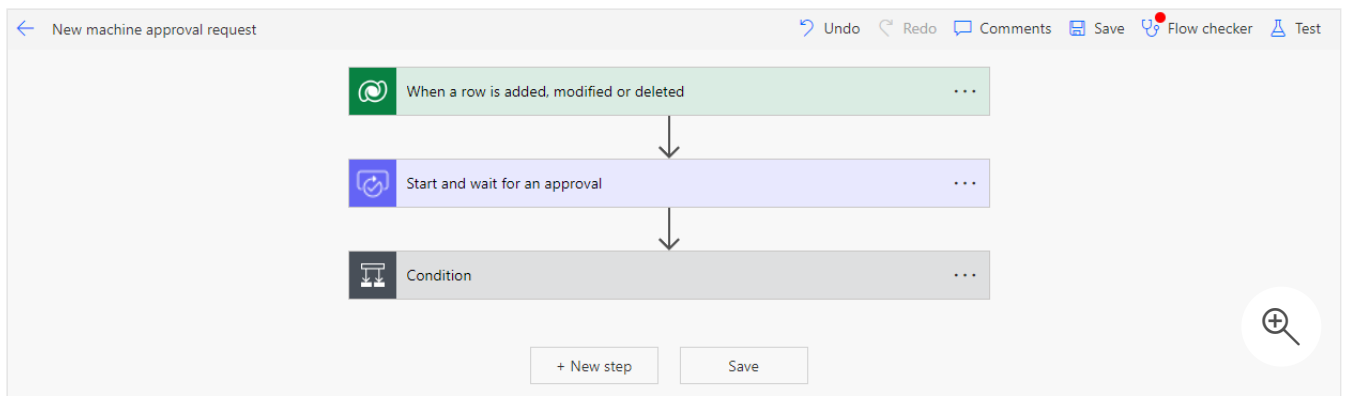 New machine approval request
Undo Redo Comments Save Flow checker Test
When a row is added, modified or deleted
Start and wait for an approval
Condition
+ New step Save